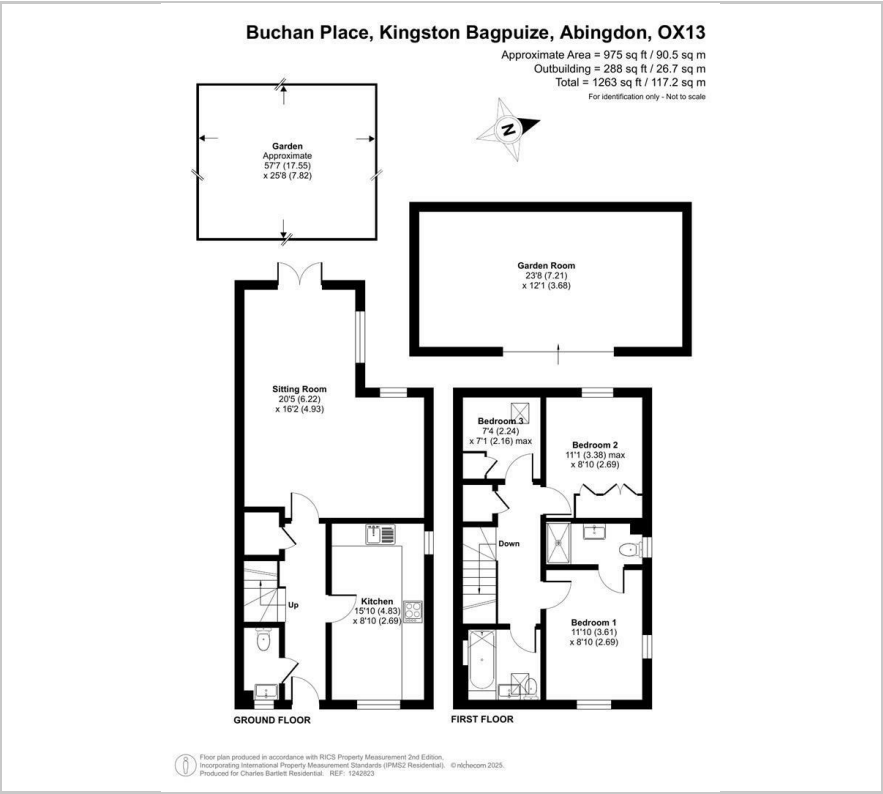 Buchan Place, Kingston Bagpuize, Abingdon, OX13
Approximate Area = 975 sq ft / 90.5 sq m
Outbuilding = 288 sq ft / 26.7 sq m
Total = 1263 sq ft / 117.2 sq m
For identification only - Not to scale
N
Garden
Approximate
57'7 (17.55)
x 25'8 (7.82)
Garden Room
23'8 (7.21)
x 12'1 (3.68)
Sitting Room
20'5 (6.22)
x 16'2 (4.93)
Kitchen
15'10 (4.83)
x 8'10 (2.69)
Up
GROUND FLOOR
Bedroom 3
7'4 (2.24)
x 7'1 (2.16) max
Bedroom 2
11'1 (3.38) max
x 8'10 (2.69)
Down
Bedroom 1
11'10 (3.61)
x 8'10 (2.69)
FIRST FLOOR
Floor plan produced in accordance with RICS Property Measurement 2nd Edition,
Incorporating International Property Measurement Standards (IPMS2 Residential). © nichecom 2025.
Produced for Charles Bartlett Residential. REF: 1242823